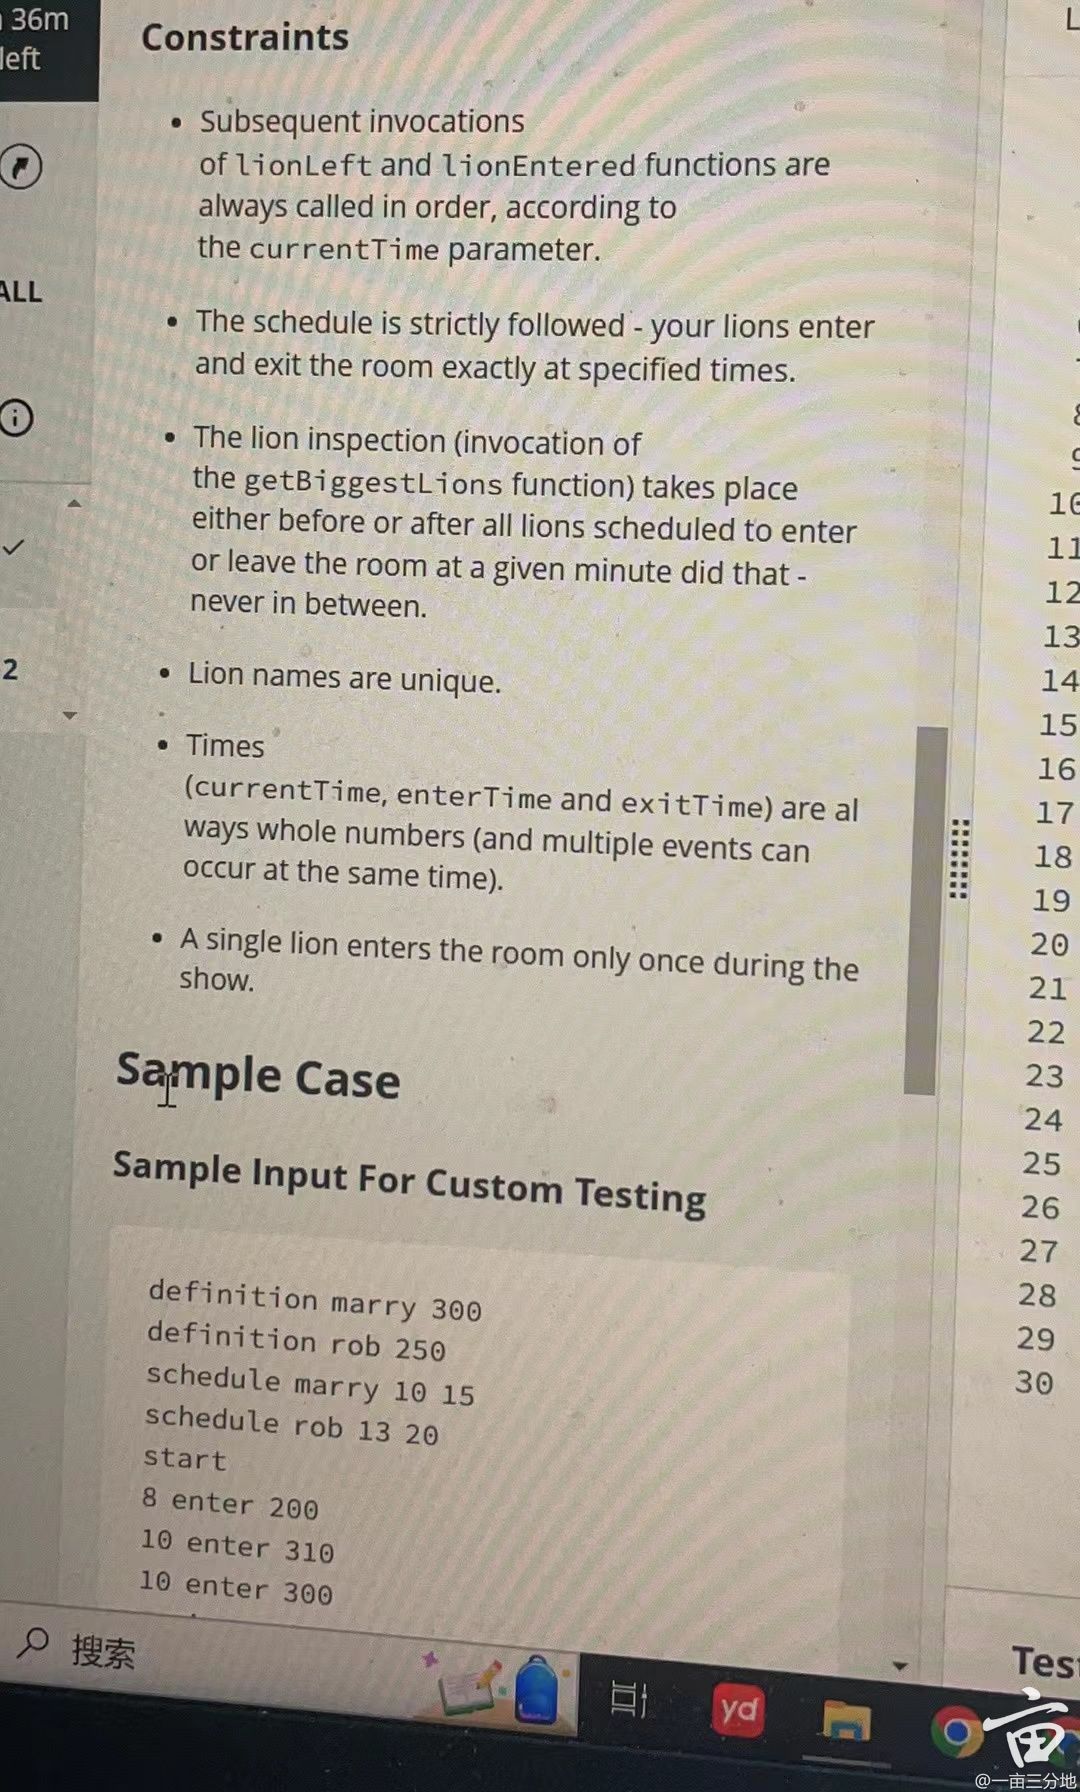 36m
left
Constraints
• Subsequent invocations
of lionLeft and lionEntered functions are
always called in order, according to
the currentTime parameter.
ALL
• The schedule is strictly followed - your lions enter
and exit the room exactly at specified times.
• The lion inspection (invocation of
the getBiggestLions function) takes place
either before or after all lions scheduled to enter
or leave the room at a given minute did that -
never in between.
2
• Lion names are unique.
• Times
(currentTime, enterTime and exitTime) are al
ways whole numbers (and multiple events can
occur at the same time).
• A single lion enters the room only once during the
show.
Sample Case
Sample Input For Custom Testing
definition marry 300
definition rob 250
schedule marry 10 15
schedule rob 13 20
start
8 enter 200
10 enter 310
10 enter 300
L
8
9
10
11
12
13
14
15
16
17
18
19
20
21
22
23
24
25
26
27
28
29
30
Test
搜索
yd
亩
@一亩三分地